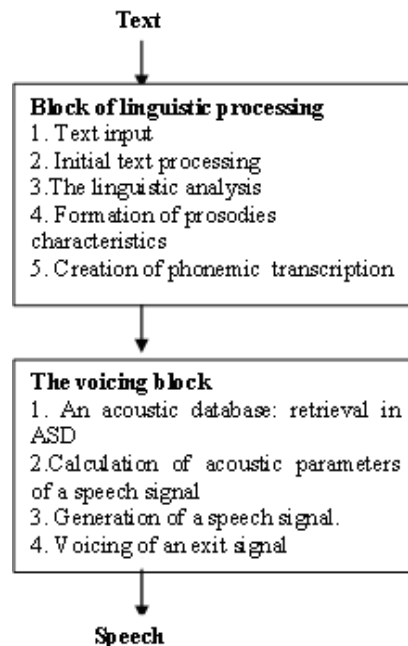 Text
Block of linguistic processing
1. Text input
2. Initial text processing
3.The linguistic analysis
4. Formation of prosodies
characteristics
5. Creation of phonemic transcription
The voicing block
1. An acoustic database: retrieval in
ASD
2.Calculation of acoustic parameters
of a speech signal
3. Generation of a speech signal.
4. Voicing of an exit signal
Speech